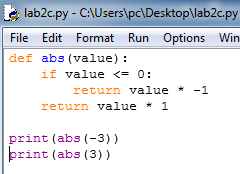 lab2c.py - C:\Users\pc\Desktop\lab2c.py
File Edit Format Run Options Win
def abs(value):
    if value <= 0:
        return value * -1
    return value * 1

print(abs(-3))
print(abs(3))